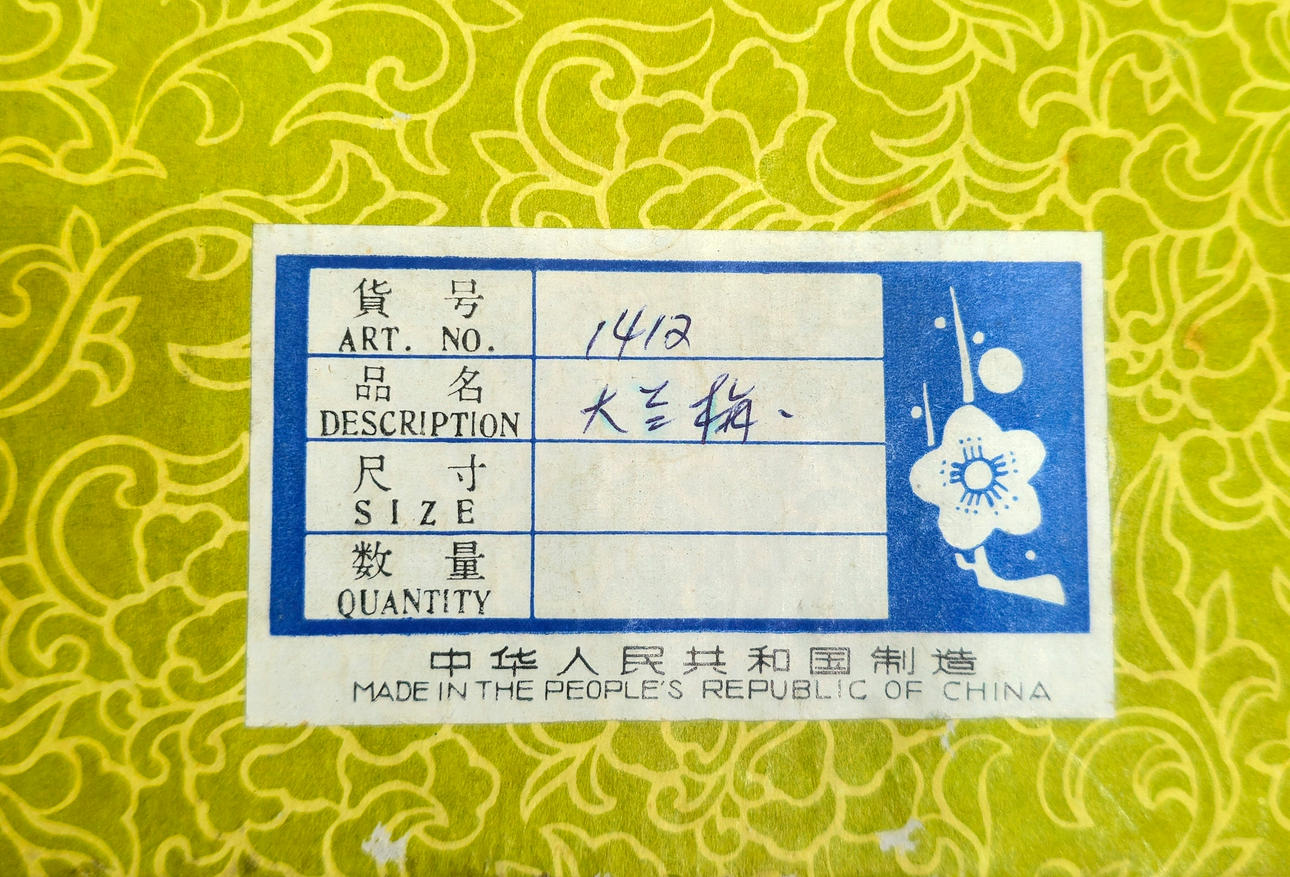 貨 号
ART. NO.
1412
品 名
DESCRIPTION
大兰梅.
尺 寸
SIZE
数 量
QUANTITY
中华人民共和国制造
MADE IN THE PEOPLE'S REPUBLIC OF CHINA